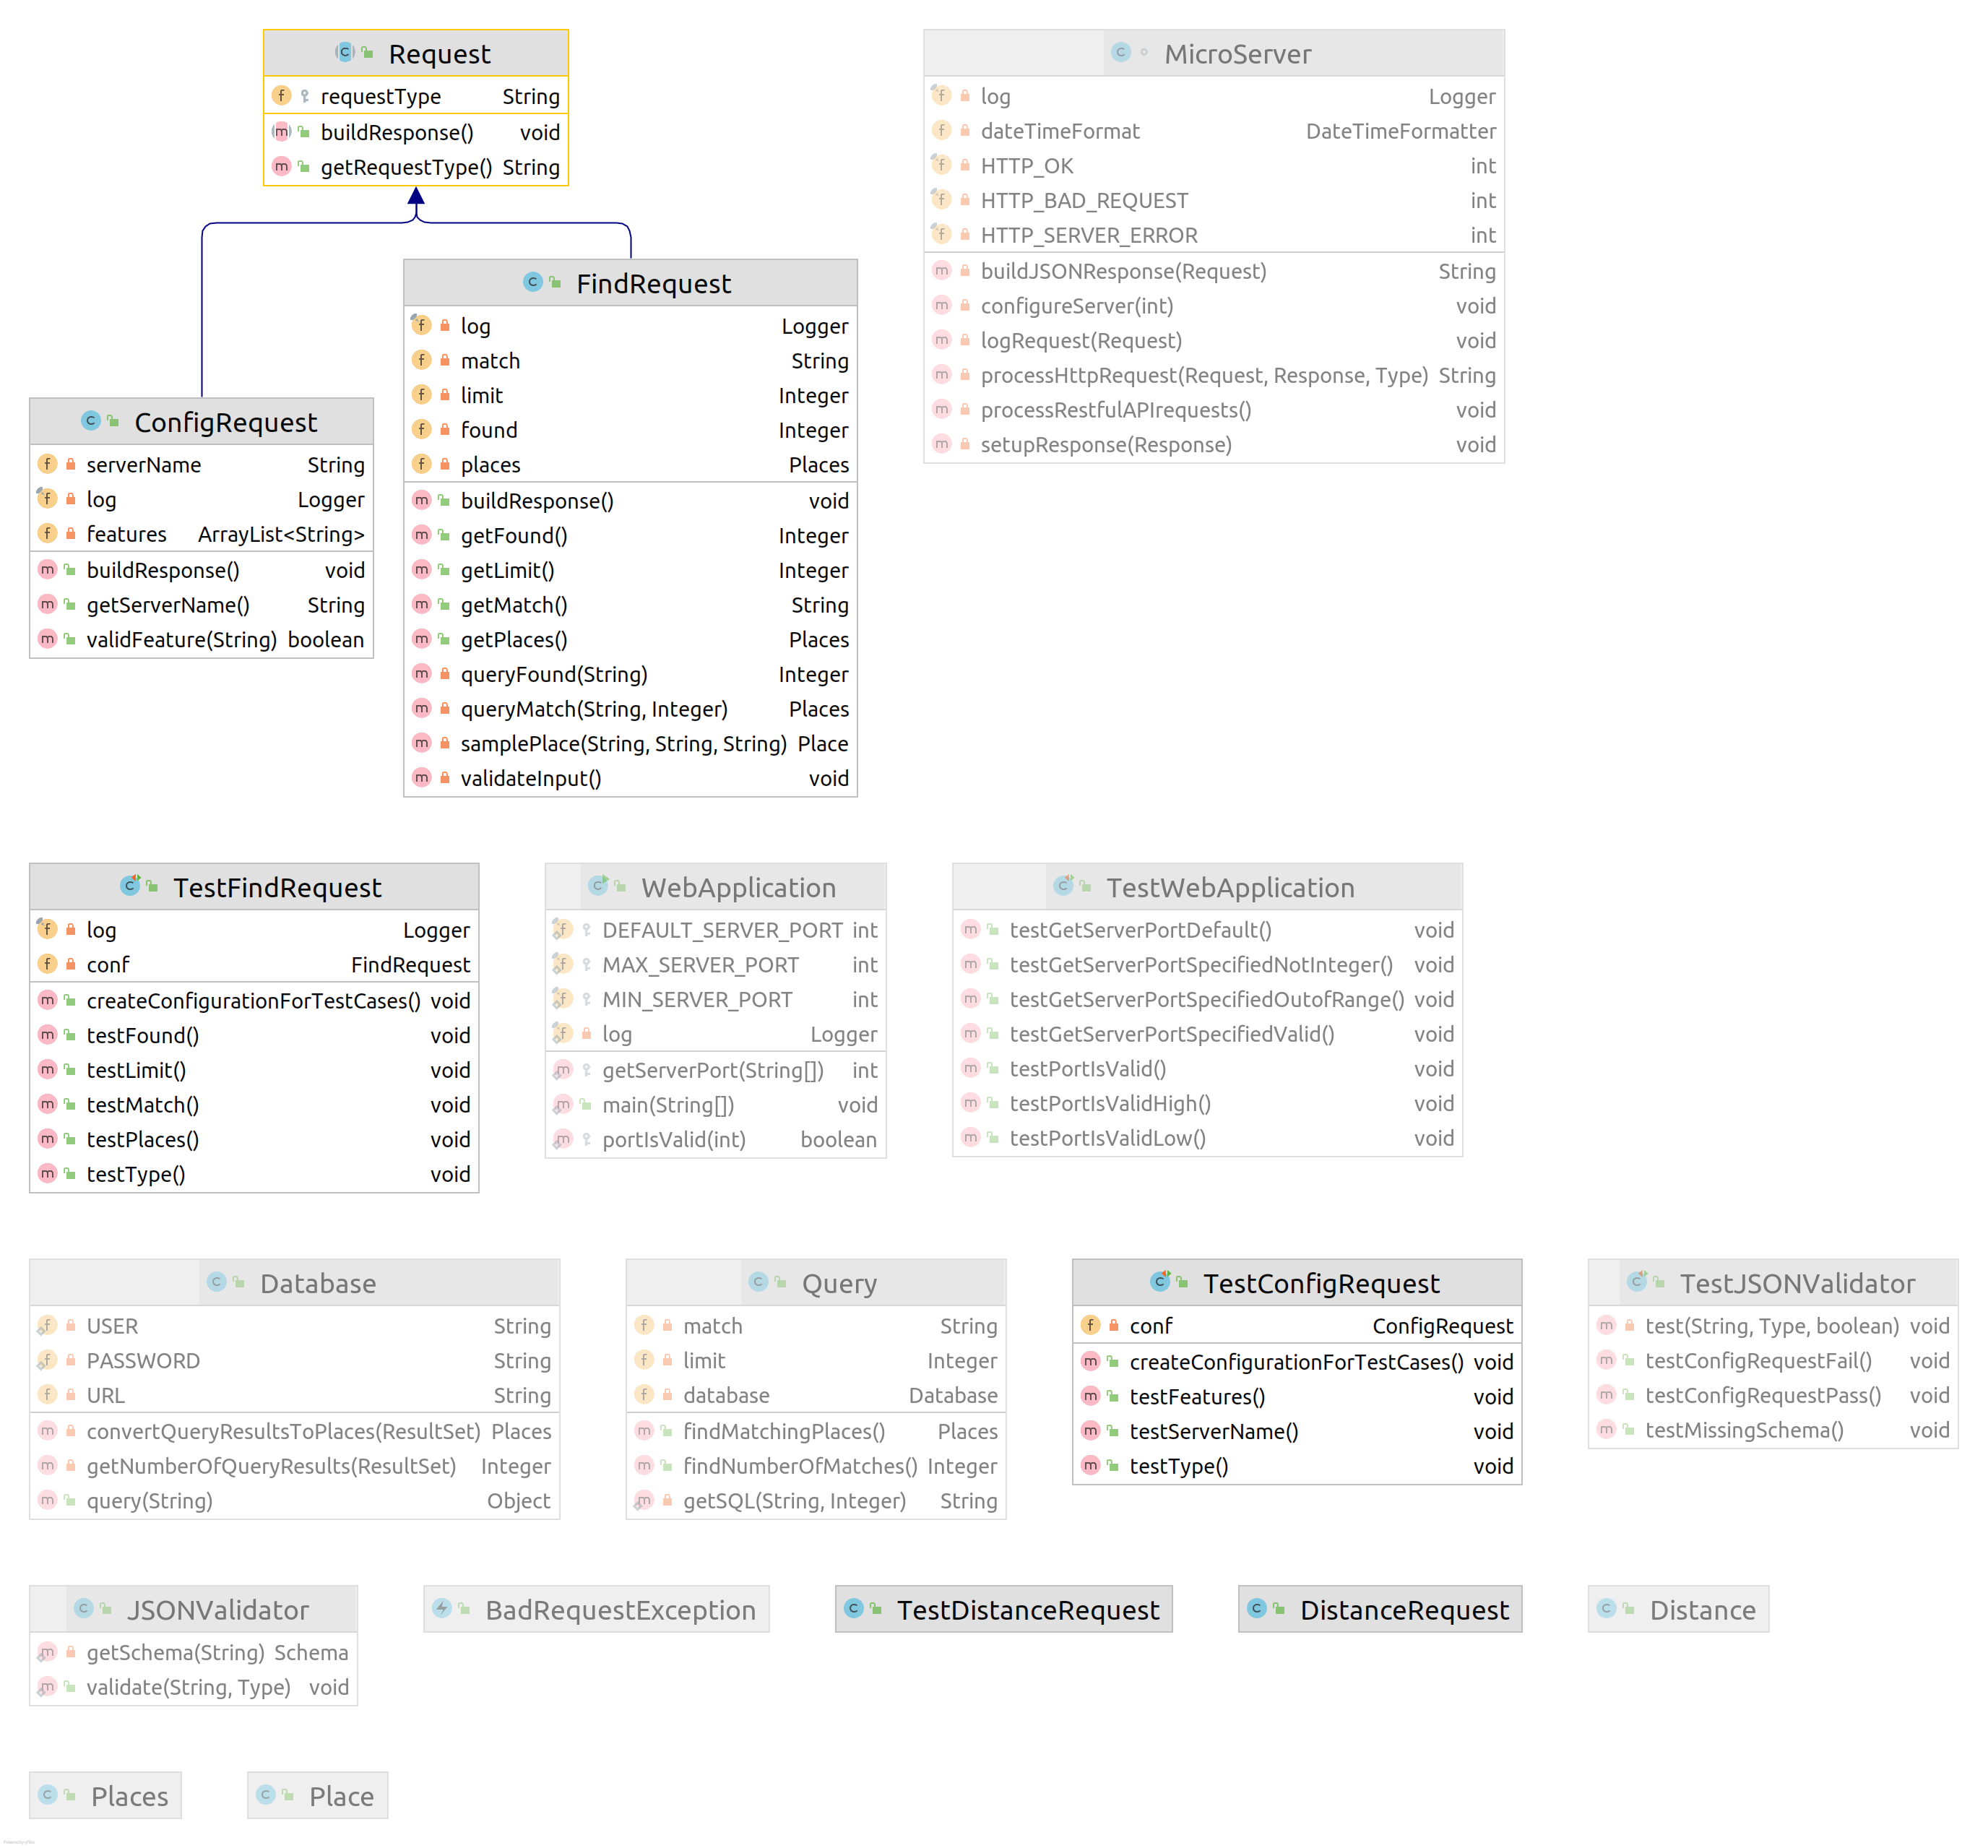 Request
requestType String
buildResponse() void
getRequestType() String
MicroServer
log Logger
dateTimeFormat DateTimeFormatter
HTTP_OK int
HTTP_BAD_REQUEST int
HTTP_SERVER_ERROR int
buildJSONResponse(Request) String
configureServer(int) void
logRequest(Request) void
processHttpRequest(Request, Response, Type) String
processRestfulAPIrequests() void
setupResponse(Response) void
FindRequest
log Logger
match String
limit Integer
found Integer
places Places
buildResponse() void
getFound() Integer
getLimit() Integer
getMatch() String
getPlaces() Places
queryFound(String) Integer
queryMatch(String, Integer) Places
samplePlace(String, String, String) Place
validateInput() void
ConfigRequest
serverName String
log Logger
features ArrayList<String>
buildResponse() void
getServerName() String
validFeature(String) boolean
TestFindRequest
log Logger
conf FindRequest
createConfigurationForTestCases() void
testFound() void
testLimit() void
testMatch() void
testPlaces() void
testType() void
WebApplication
DEFAULT_SERVER_PORT int
MAX_SERVER_PORT int
MIN_SERVER_PORT int
log Logger
getServerPort(String[]) int
main(String[]) void
portIsValid(int) boolean
TestWebApplication
testGetServerPortDefault() void
testGetServerPortSpecifiedNotInteger() void
testGetServerPortSpecifiedOutofRange() void
testGetServerPortSpecifiedValid() void
testPortIsValid() void
testPortIsValidHigh() void
testPortIsValidLow() void
Database
USER String
PASSWORD String
URL String
convertQueryResultsToPlaces(ResultSet) Places
getNumberOfQueryResults(ResultSet) Integer
query(String) Object
Query
match String
limit Integer
database Database
findMatchingPlaces() Places
findNumberOfMatches() Integer
getSQL(String, Integer) String
TestConfigRequest
conf ConfigRequest
createConfigurationForTestCases() void
testFeatures() void
testServerName() void
testType() void
TestJSONValidator
test(String, Type, boolean) void
testConfigRequestFail() void
testConfigRequestPass() void
testMissingSchema() void
JSONValidator
getSchema(String) Schema
validate(String, Type) void
BadRequestException
TestDistanceRequest
DistanceRequest
Distance
Places
Place